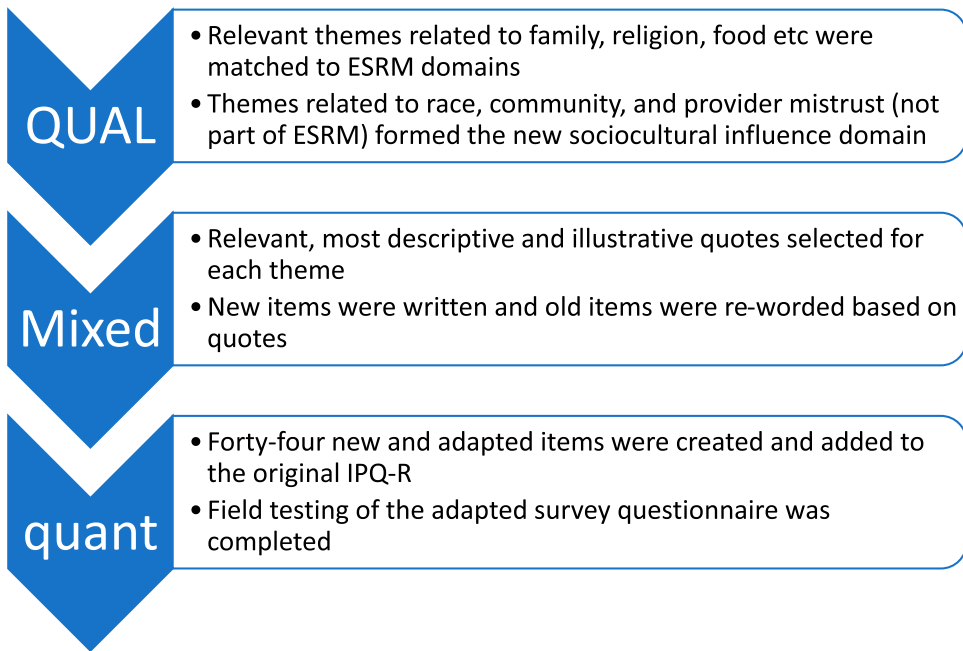 QUAL
• Relevant themes related to family, religion, food etc were
matched to ESRM domains
• Themes related to race, community, and provider mistrust (not
part of ESRM) formed the new sociocultural influence domain
Mixed
• Relevant, most descriptive and illustrative quotes selected for
each theme
• New items were written and old items were re-worded based on
quotes
quant
• Forty-four new and adapted items were created and added to
the original IPQ-R
• Field testing of the adapted survey questionnaire was
completed